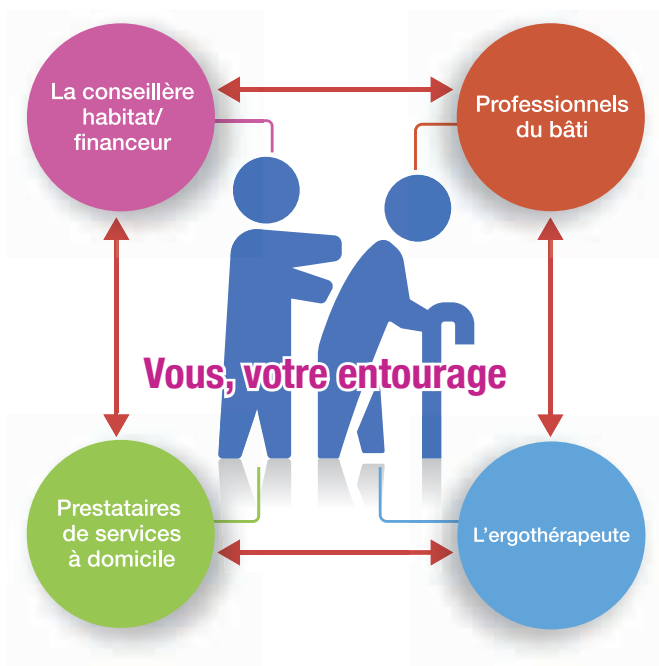 La conseillère
habitat/
financeur
Professionnels
du bâti
Vous, votre entourage
Prestataires
de services
à domicile
L'ergothérapeute